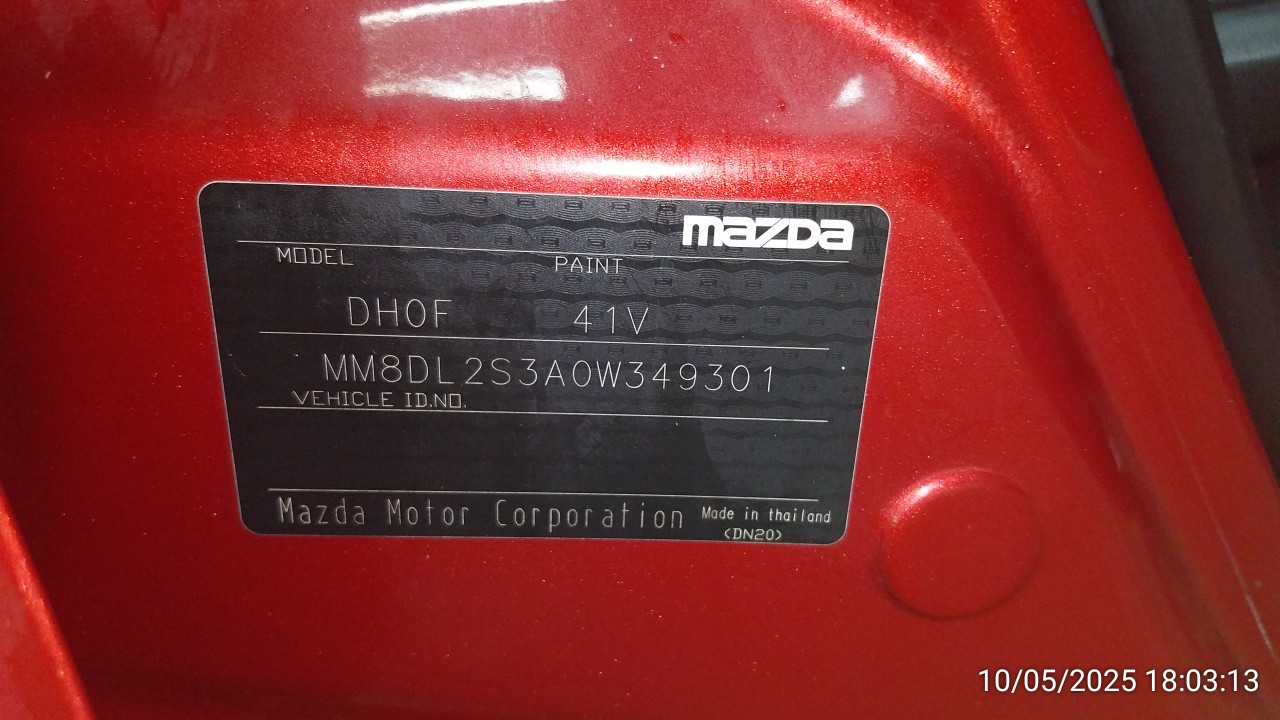 mazda
MODEL PAINT
DH0F 41V
MM8DL2S3A0W349301
VEHICLE ID.NO.
Mazda Motor Corporation Made in thailand
(DN20)
10/05/2025 18:03:13